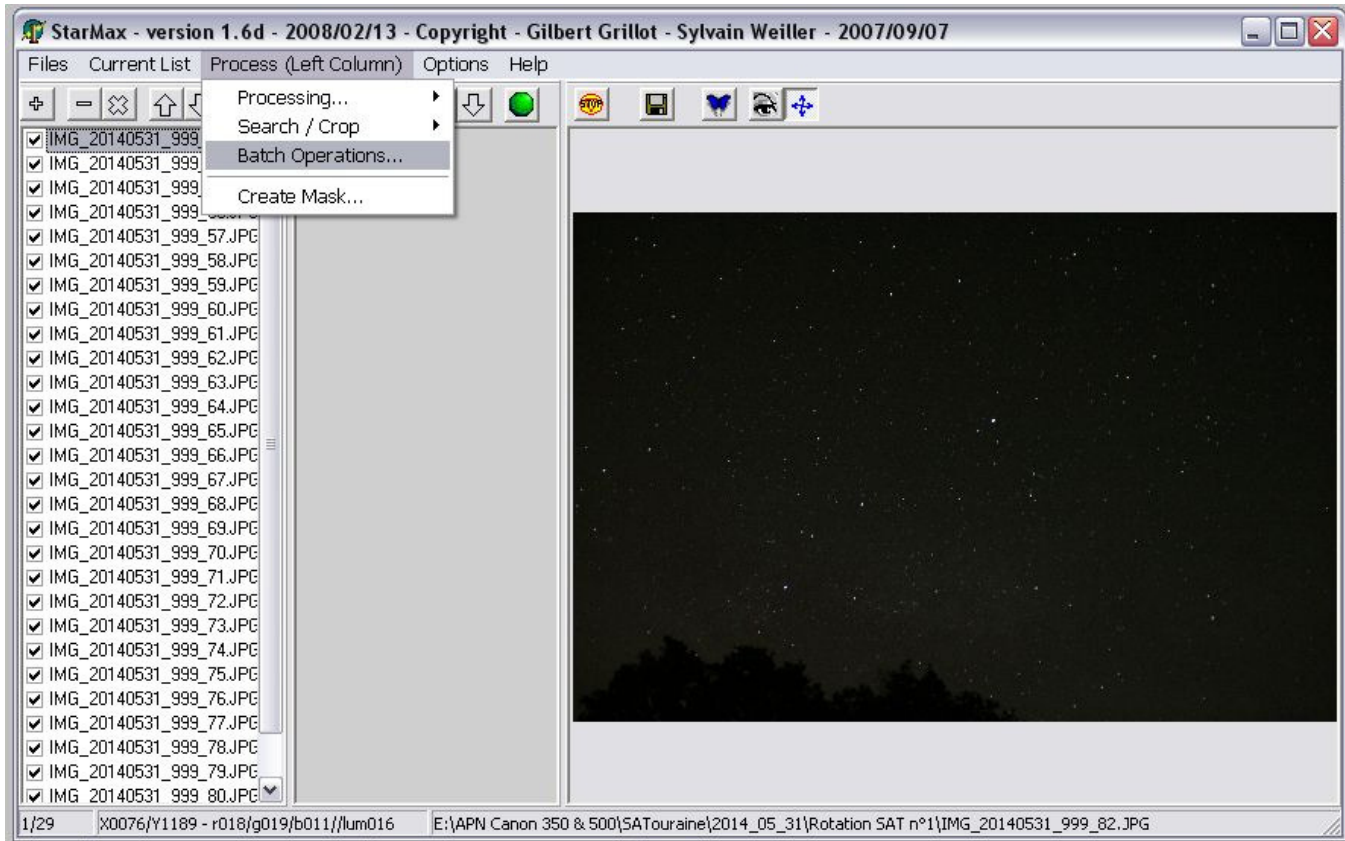 StarMax - version 1.6d - 2008/02/13 - Copyright - Gilbert Grillot - Sylvain Weiller - 2007/09/07
Files Current List Process (Left Column) Options Help
Processing...
Search / Crop
Batch Operations...
Create Mask...
STOP
IMG_20140531_999_
IMG_20140531_999
IMG_20140531_999
IMG_20140531_999
IMG_20140531_999_57.JPG
IMG_20140531_999_58.JPG
IMG_20140531_999_59.JPG
IMG_20140531_999_60.JPG
IMG_20140531_999_61.JPG
IMG_20140531_999_62.JPG
IMG_20140531_999_63.JPG
IMG_20140531_999_64.JPG
IMG_20140531_999_65.JPG
IMG_20140531_999_66.JPG
IMG_20140531_999_67.JPG
IMG_20140531_999_68.JPG
IMG_20140531_999_69.JPG
IMG_20140531_999_70.JPG
IMG_20140531_999_71.JPG
IMG_20140531_999_72.JPG
IMG_20140531_999_73.JPG
IMG_20140531_999_74.JPG
IMG_20140531_999_75.JPG
IMG_20140531_999_76.JPG
IMG_20140531_999_77.JPG
IMG_20140531_999_78.JPG
IMG_20140531_999_79.JPG
IMG_20140531_999_80.JPG
1/29 X0076/Y1189 - r018/g019/b011//lum016 E:\APN Canon 350 & 500\SATouraine\2014_05_31\Rotation SAT n°1\IMG_20140531_999_82.JPG